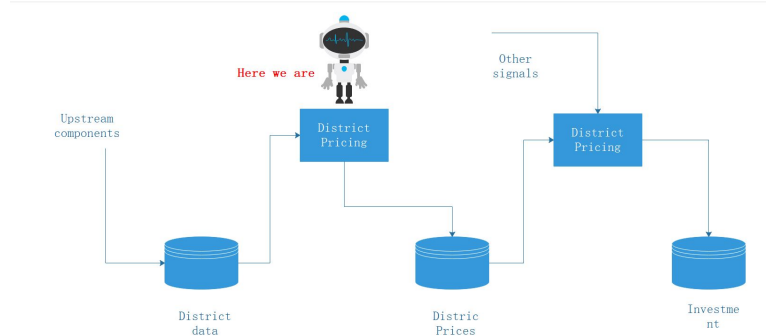 Here we are
Other
signals
Upstream
components
District
Pricing
District
Pricing
District
data
Distric
Prices
Investme
nt